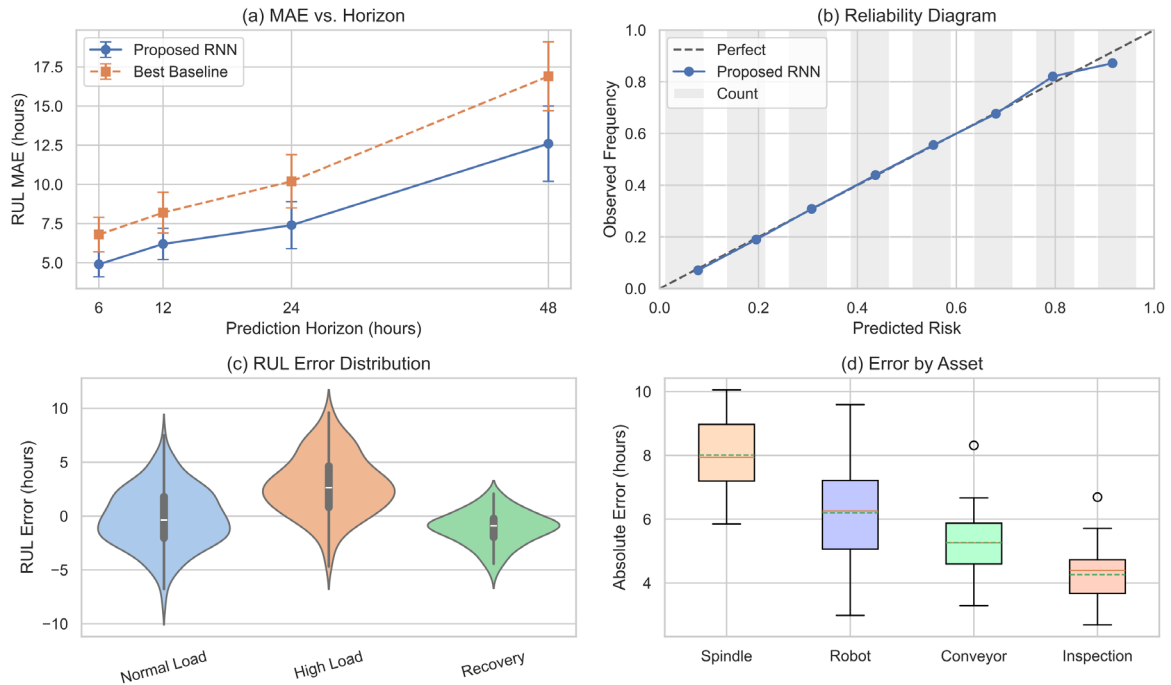 (a) MAE vs. Horizon
Proposed RNN
Best Baseline
17.5
15.0
12.5
10.0
7.5
5.0
RUL MAE (hours)
6
12
24
48
Prediction Horizon (hours)
(b) Reliability Diagram
Perfect
Proposed RNN
Count
1.0
0.8
0.6
0.4
0.2
0.0
Observed Frequency
0.0
0.2
0.4
0.6
0.8
1.0
Predicted Risk
(c) RUL Error Distribution
10
5
0
−5
−10
RUL Error (hours)
Normal Load
High Load
Recovery
(d) Error by Asset
10
8
6
4
Absolute Error (hours)
Spindle
Robot
Conveyor
Inspection